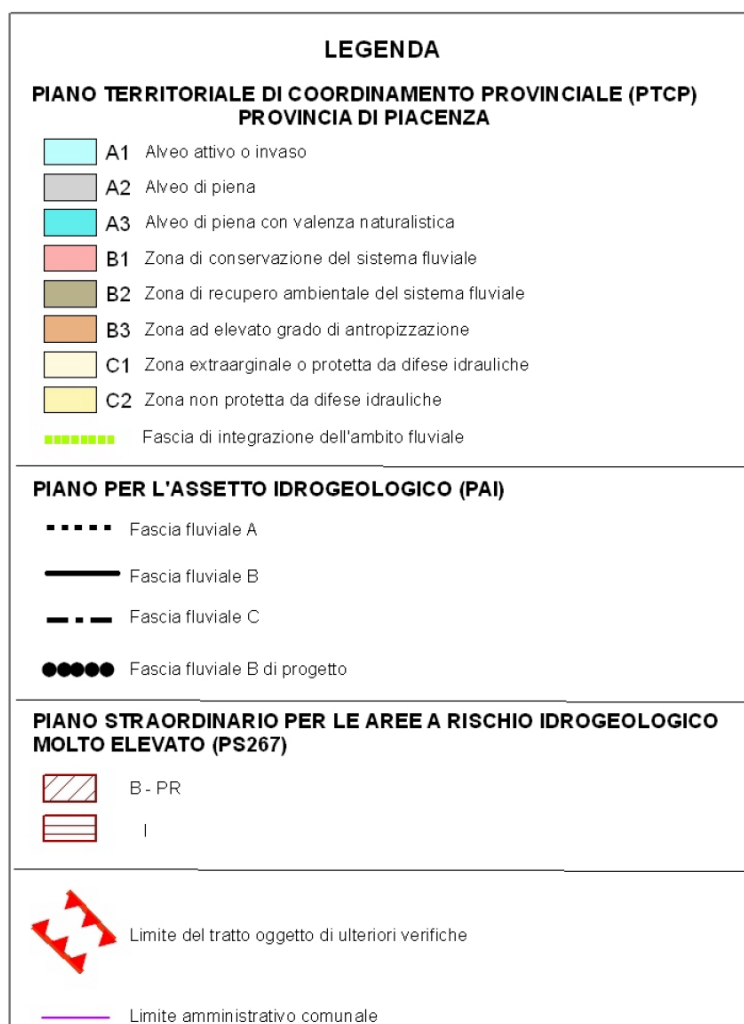 LEGENDA
PIANO TERRITORIALE DI COORDINAMENTO PROVINCIALE (PTCP)
PROVINCIA DI PIACENZA
A1 Alveo attivo o invaso
A2 Alveo di piena
A3 Alveo di piena con valenza naturalistica
B1 Zona di conservazione del sistema fluviale
B2 Zona di recupero ambientale del sistema fluviale
B3 Zona ad elevato grado di antropizzazione
C1 Zona extraarginale o protetta da difese idrauliche
C2 Zona non protetta da difese idrauliche
Fascia di integrazione dell'ambito fluviale
PIANO PER L'ASSETTO IDROGEOLOGICO (PAI)
Fascia fluviale A
Fascia fluviale B
Fascia fluviale C
Fascia fluviale B di progetto
PIANO STRAORDINARIO PER LE AREE A RISCHIO IDROGEOLOGICO
MOLTO ELEVATO (PS267)
B - PR
I
Limite del tratto oggetto di ulteriori verifiche
Limite amministrativo comunale